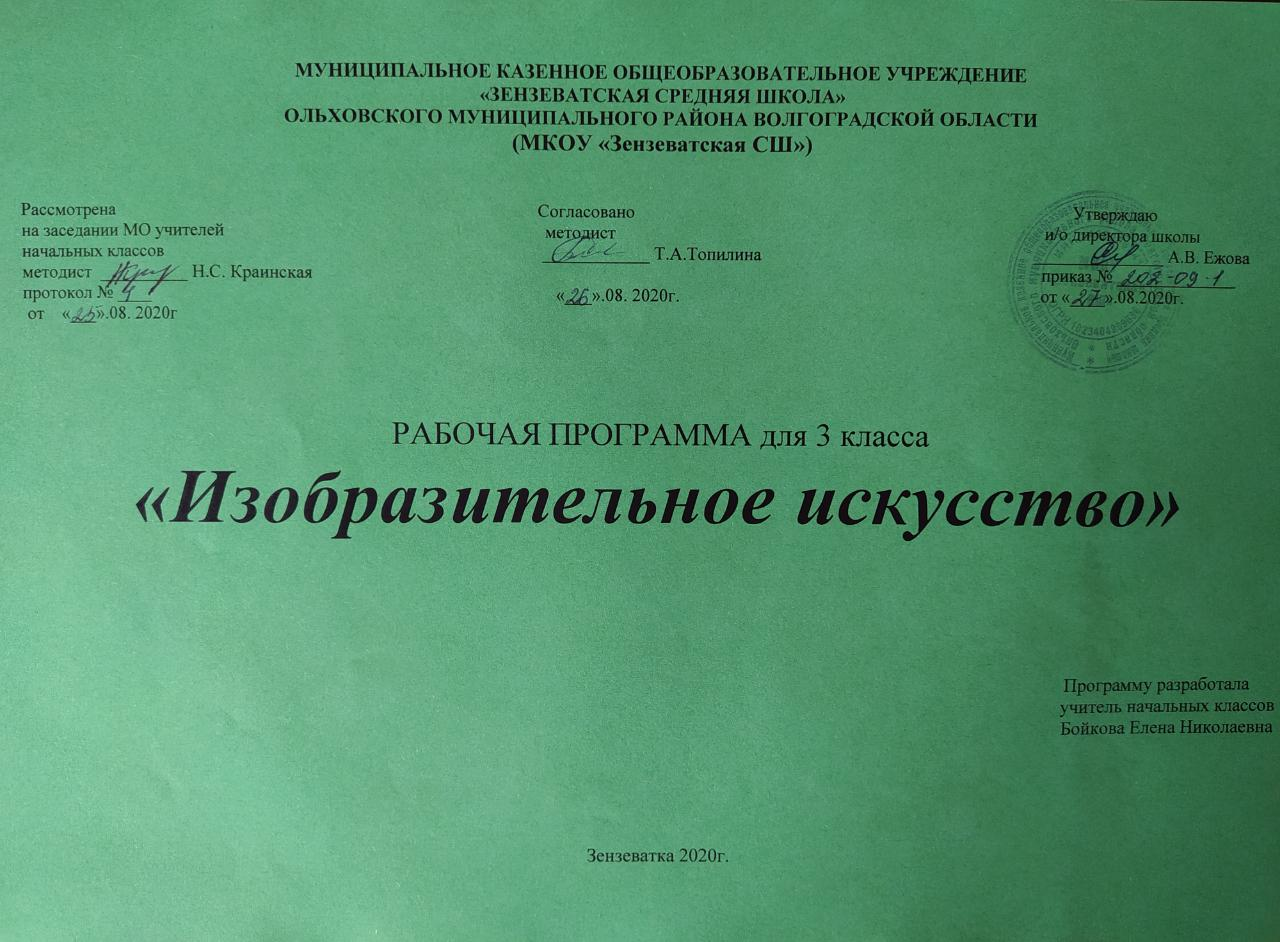 МУНИЦИПАЛЬНОЕ КАЗЕННОЕ ОБЩЕОБРАЗОВАТЕЛЬНОЕ УЧРЕЖДЕНИЕ
«ЗЕНЗЕВАТСКАЯ СРЕДНЯЯ ШКОЛА»
ОЛЬХОВСКОГО МУНИЦИПАЛЬНОГО РАЙОНА ВОЛГОГРАДСКОЙ ОБЛАСТИ
(МКОУ «Зензеватская СШ»)
Рассмотрена
на заседании МО учителей
начальных классов
методист Н.С. Краинская
протокол № 4
от «25».08. 2020г
Согласовано
методист
Т.А.Топилина
«26».08. 2020г.
Утверждаю
и/о директора школы
А.В. Ежова
приказ № 202-09-1
от «27».08.2020г.
РАБОЧАЯ ПРОГРАММА для 3 класса
«Изобразительное искусство»
Программу разработала
учитель начальных классов
Бойкова Елена Николаевна
Зензеватка 2020г.